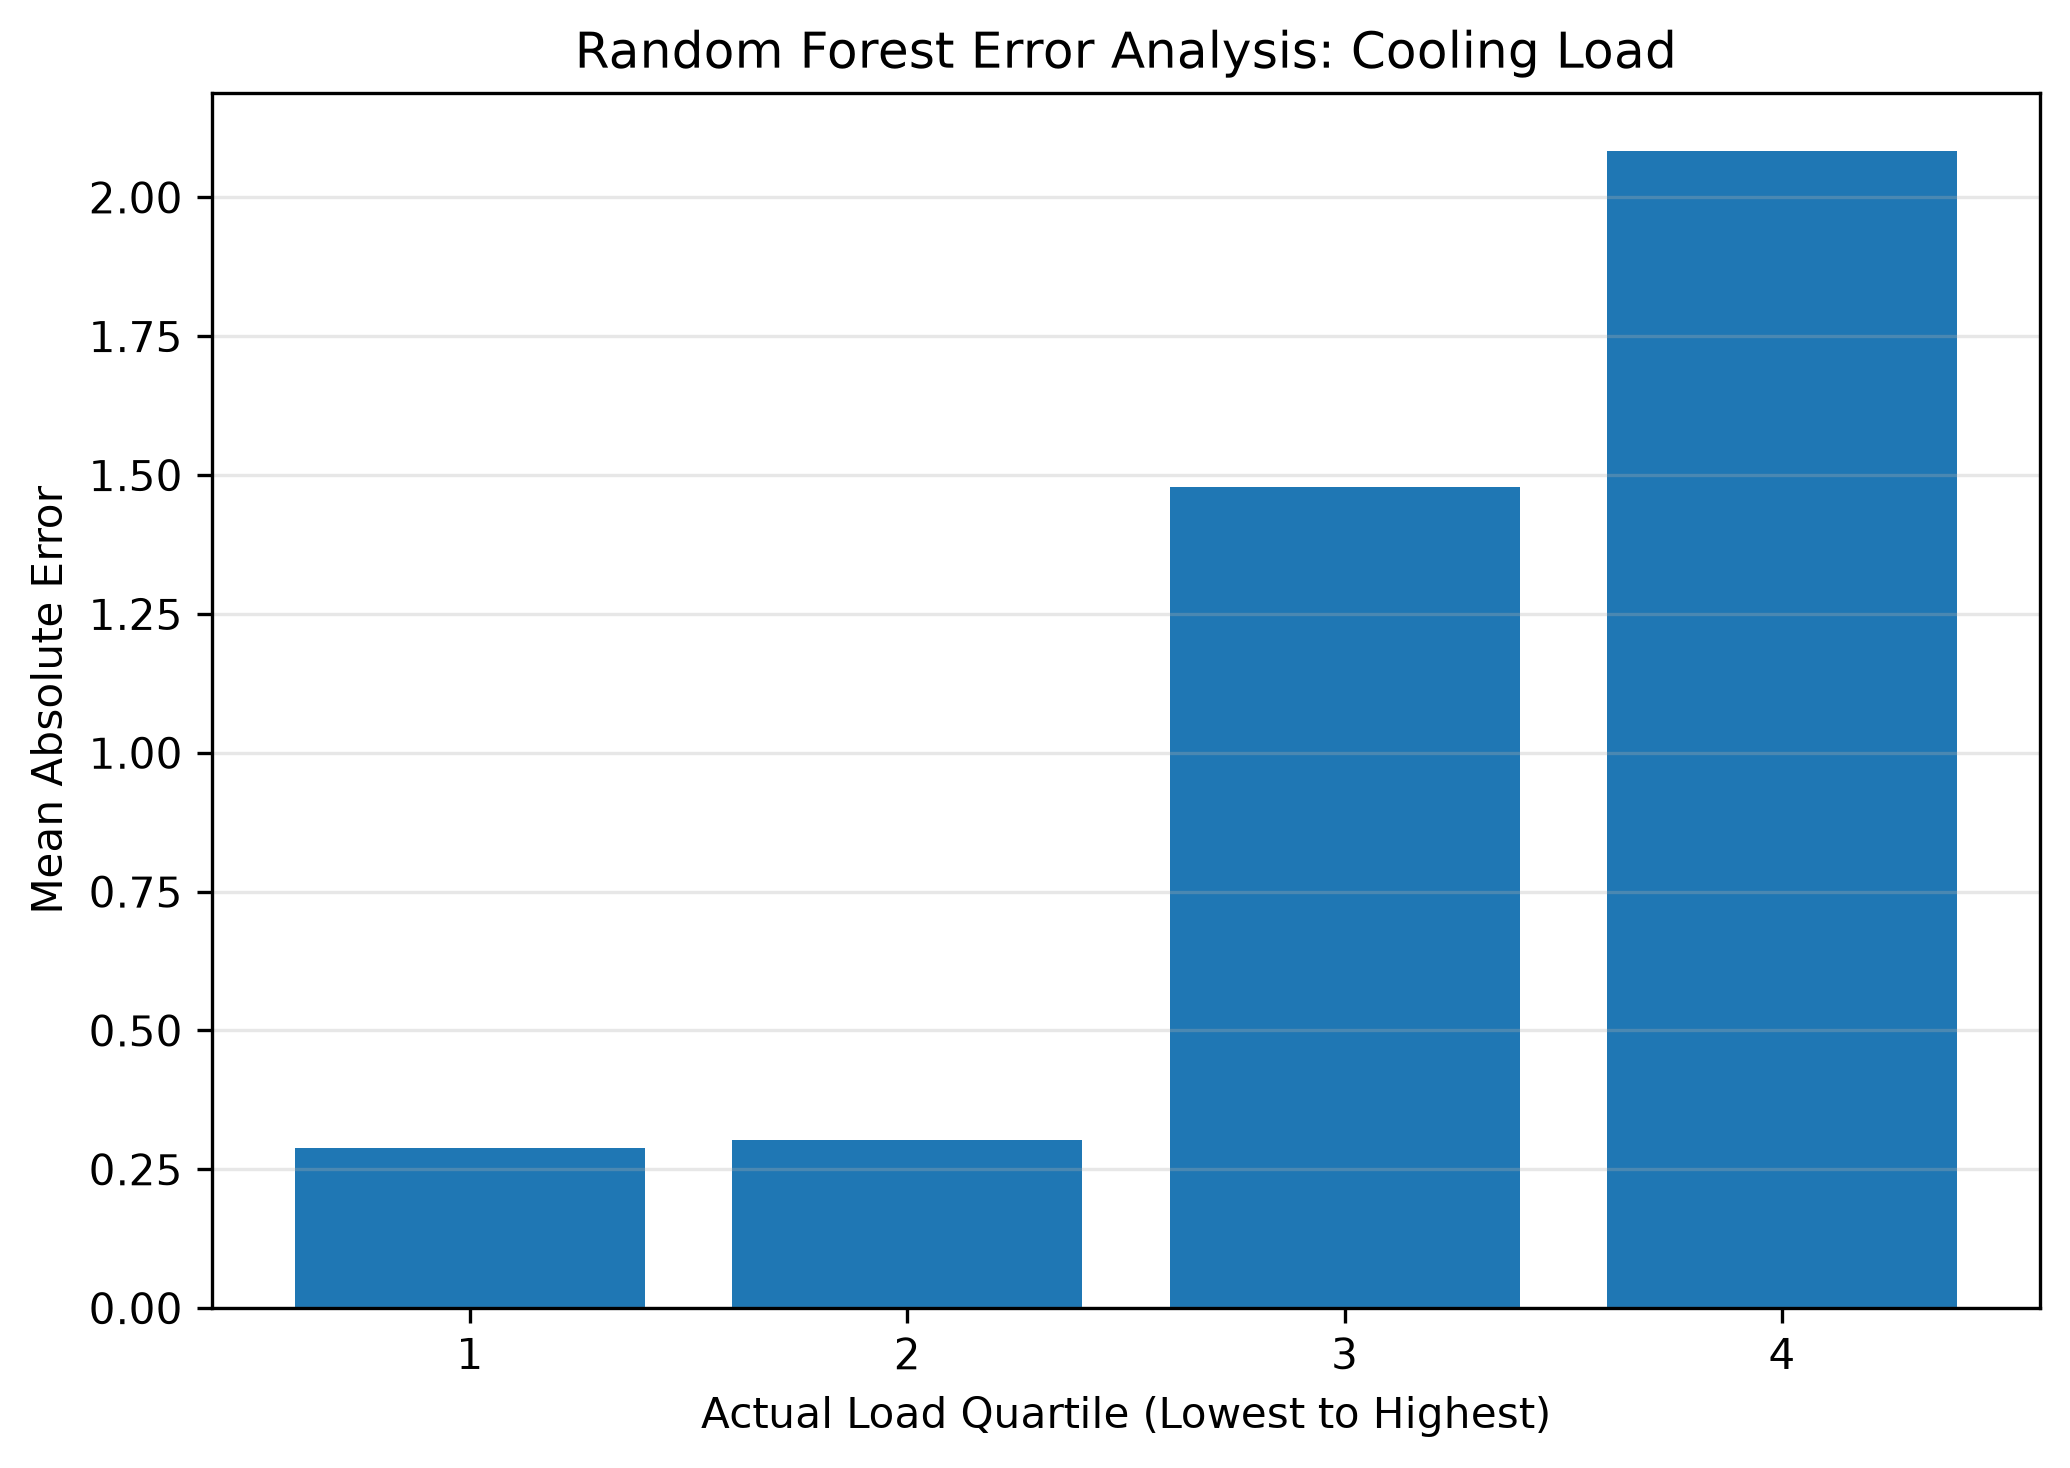 Random Forest Error Analysis: Cooling Load
Mean Absolute Error
2.00
1.75
1.50
1.25
1.00
0.75
0.50
0.25
0.00
1 2 3 4
Actual Load Quartile (Lowest to Highest)